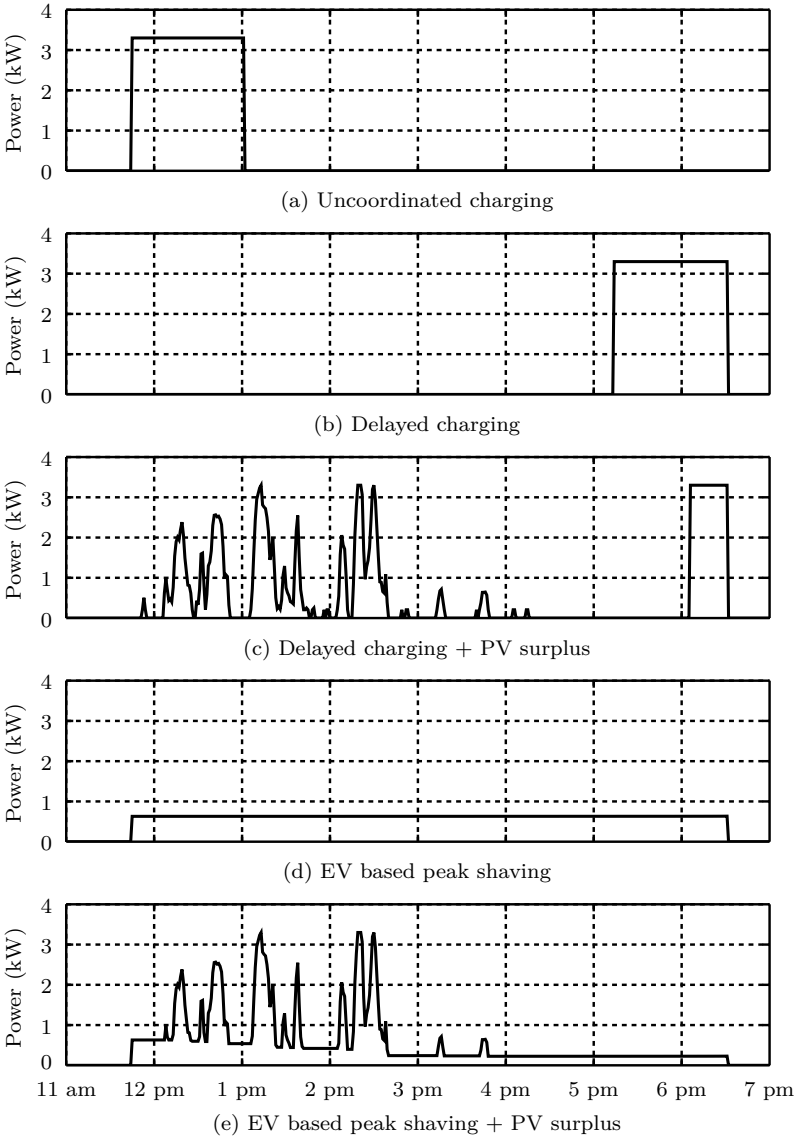 4
3
2
1
0
Power (kW)
(a) Uncoordinated charging
4
3
2
1
0
Power (kW)
(b) Delayed charging
4
3
2
1
0
Power (kW)
(c) Delayed charging + PV surplus
4
3
2
1
0
Power (kW)
(d) EV based peak shaving
4
3
2
1
0
Power (kW)
11 am 12 pm 1 pm 2 pm 3 pm 4 pm 5 pm 6 pm 7 pm
(e) EV based peak shaving + PV surplus